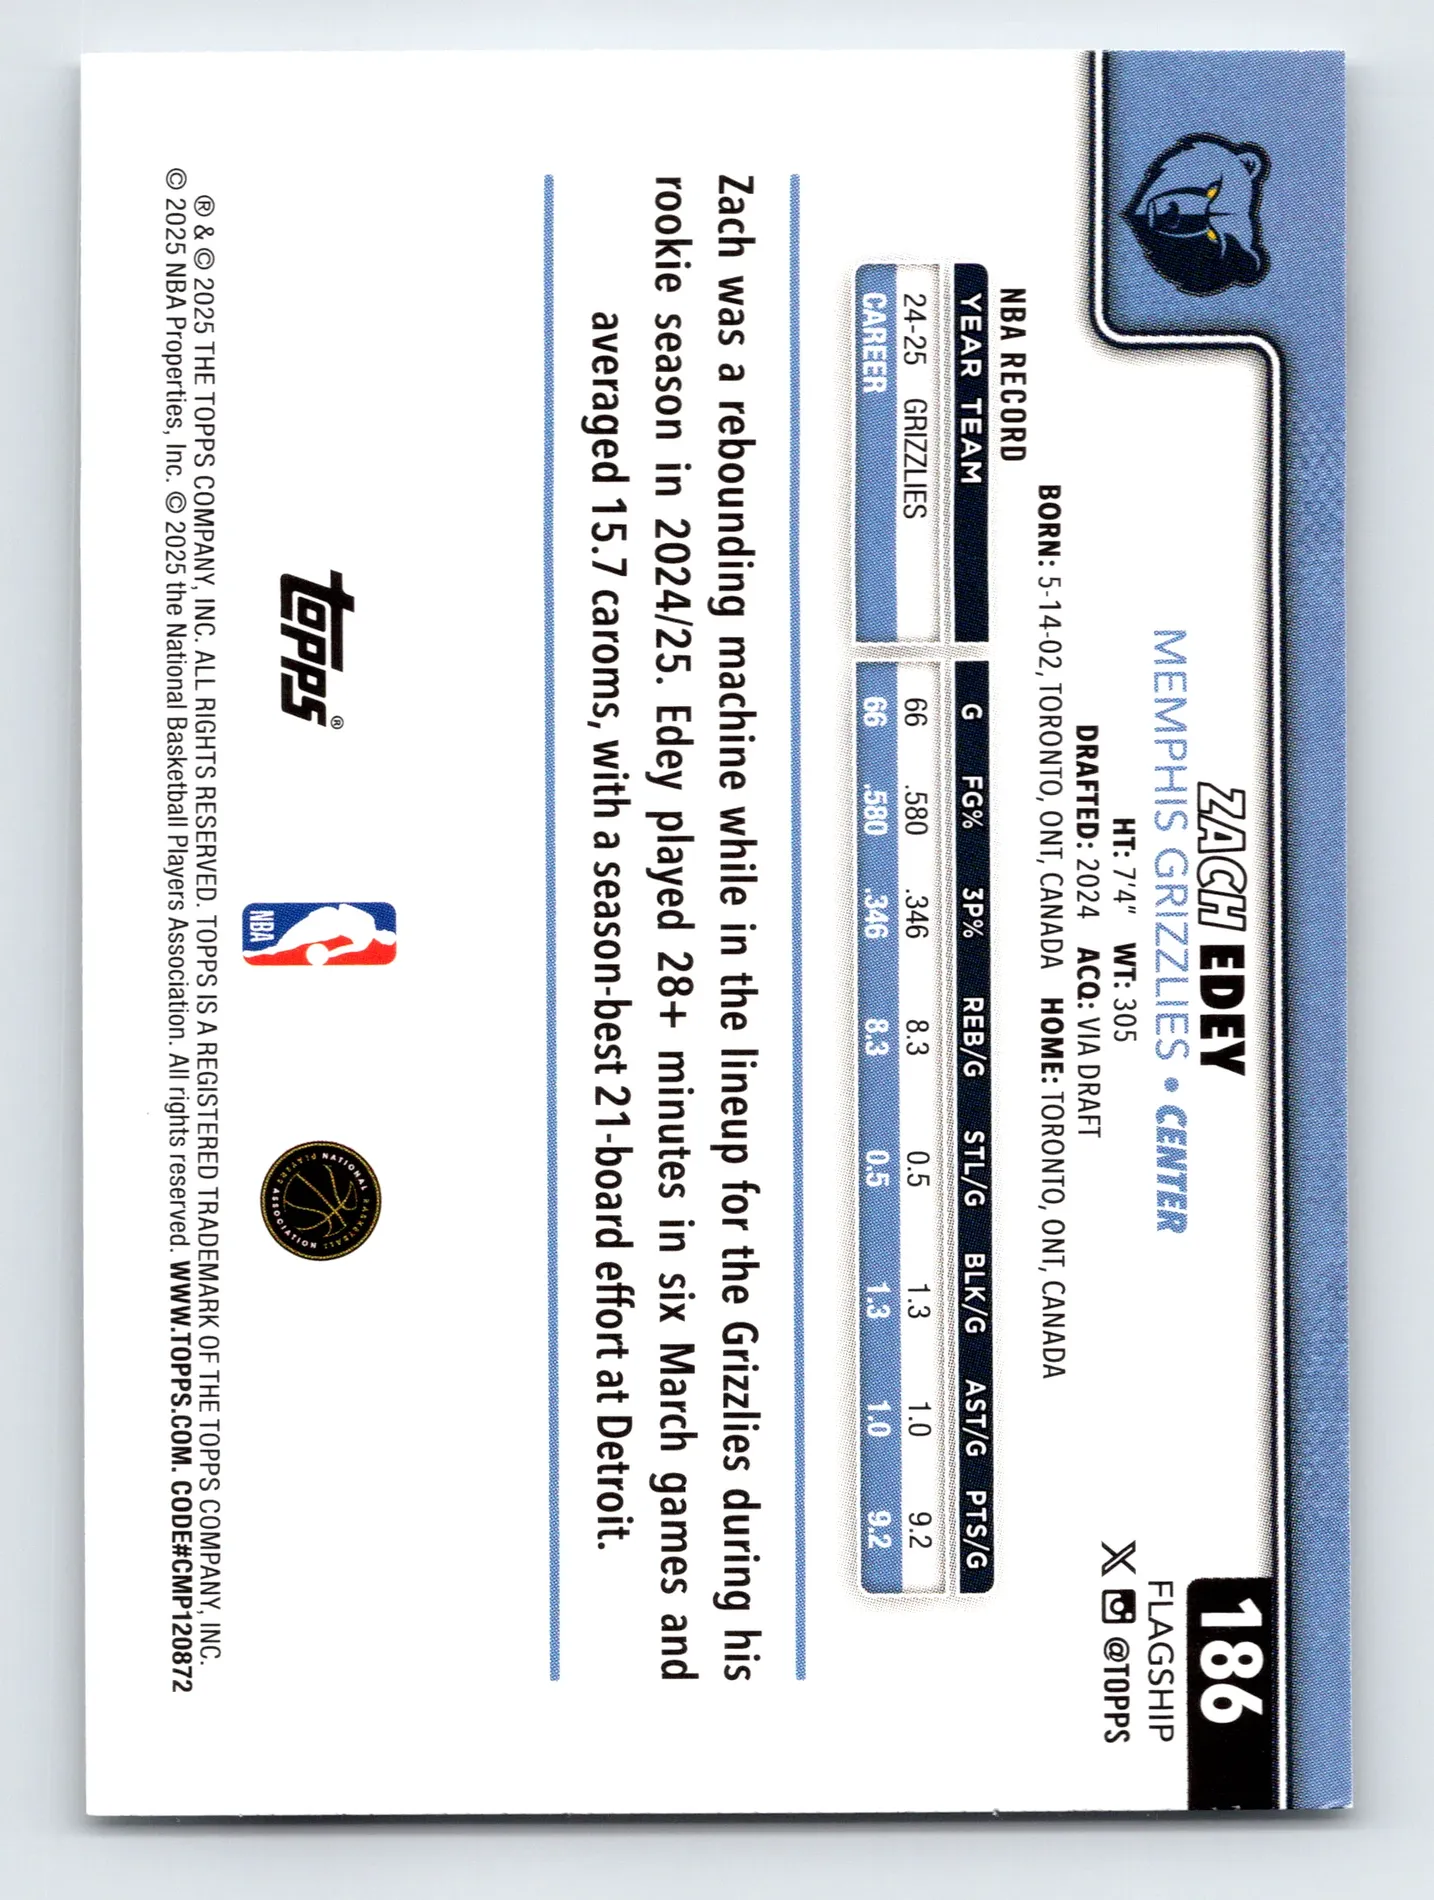 186
ZACH EDEY
FLAGSHIP
MEMPHIS GRIZZLIES • CENTER
X @TOPPS
HT: 7'4" WT: 305
DRAFTED: 2024 ACQ: VIA DRAFT
BORN: 5-14-02, TORONTO, ONT, CANADA HOME: TORONTO, ONT, CANADA
NBA RECORD
YEAR TEAM G FG% 3P% REB/G STL/G BLK/G AST/G PTS/G
24-25 GRIZZLIES 66 .580 .346 8.3 0.5 1.3 1.0 9.2
CAREER 66 .580 .346 8.3 0.5 1.3 1.0 9.2
Zach was a rebounding machine while in the lineup for the Grizzlies during his
rookie season in 2024/25. Edey played 28+ minutes in six March games and
averaged 15.7 caroms, with a season-best 21-board effort at Detroit.
topps®
NBA
NATIONAL BASKETBALL PLAYERS ASSOCIATION
® & © 2025 THE TOPPS COMPANY, INC. ALL RIGHTS RESERVED. TOPPS IS A REGISTERED TRADEMARK OF THE TOPPS COMPANY, INC.
© 2025 NBA Properties, Inc. © 2025 the National Basketball Players Association. All rights reserved. WWW.TOPPS.COM. CODE#CMP120872